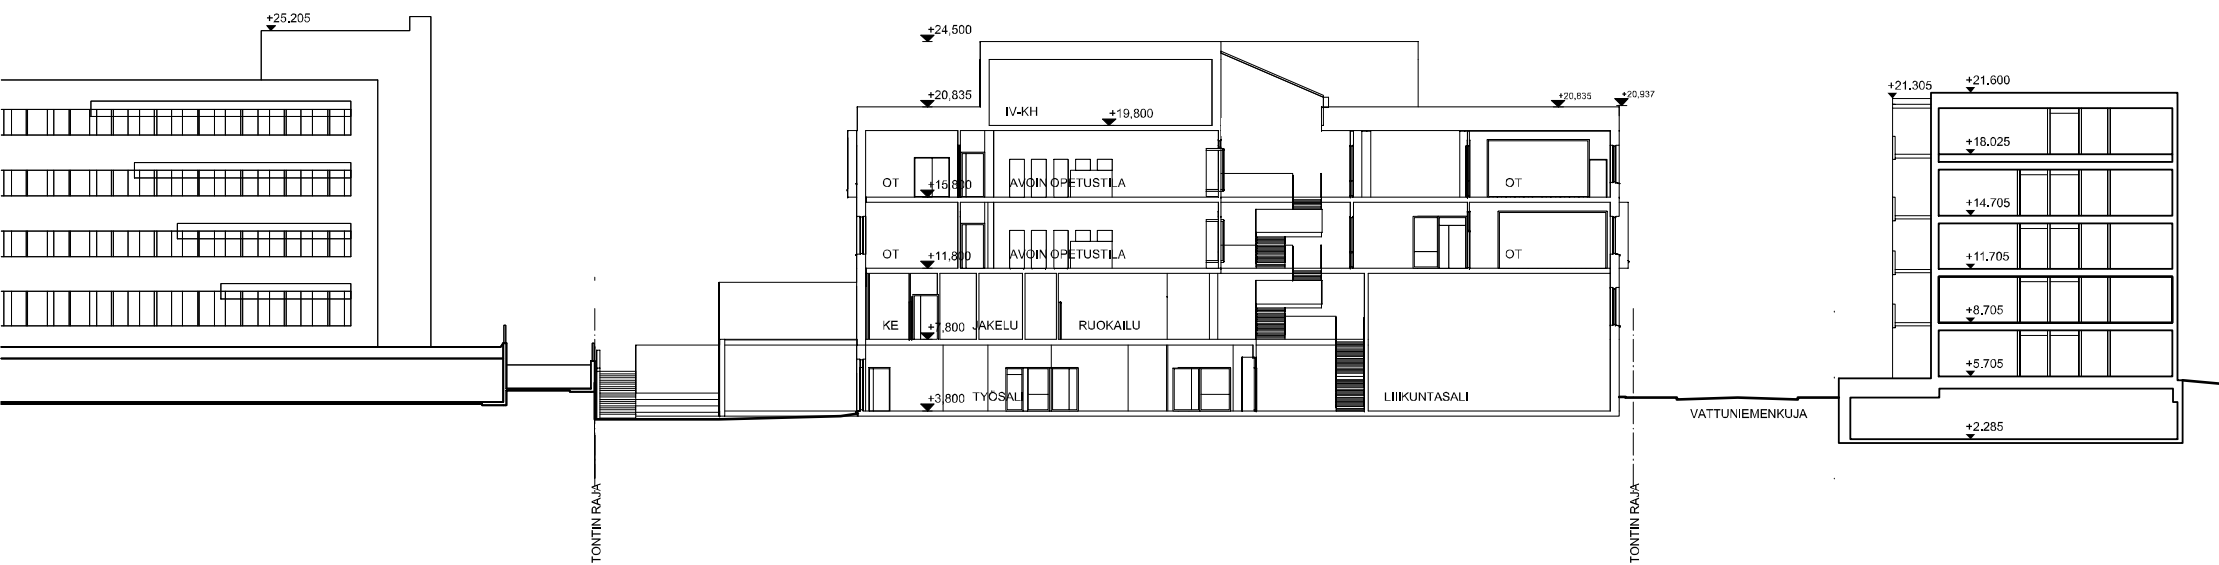 +25.205
+24,500
+20,835
+20,835
+20,937
IV-KH
+19,800
OT
+15,800
AVOIN OPETUSTILA
OT
OT
+11,800
AVOIN OPETUSTILA
OT
KE
+7,800
JAKELU
RUOKAILU
+3,800
TYÖSALI
LIIKUNTASALI
TONTIN RAJA
TONTIN RAJA
VATTUNIEMENKUJA
+21.305
+21.600
+18.025
+14.705
+11.705
+8.705
+5.705
+2.285